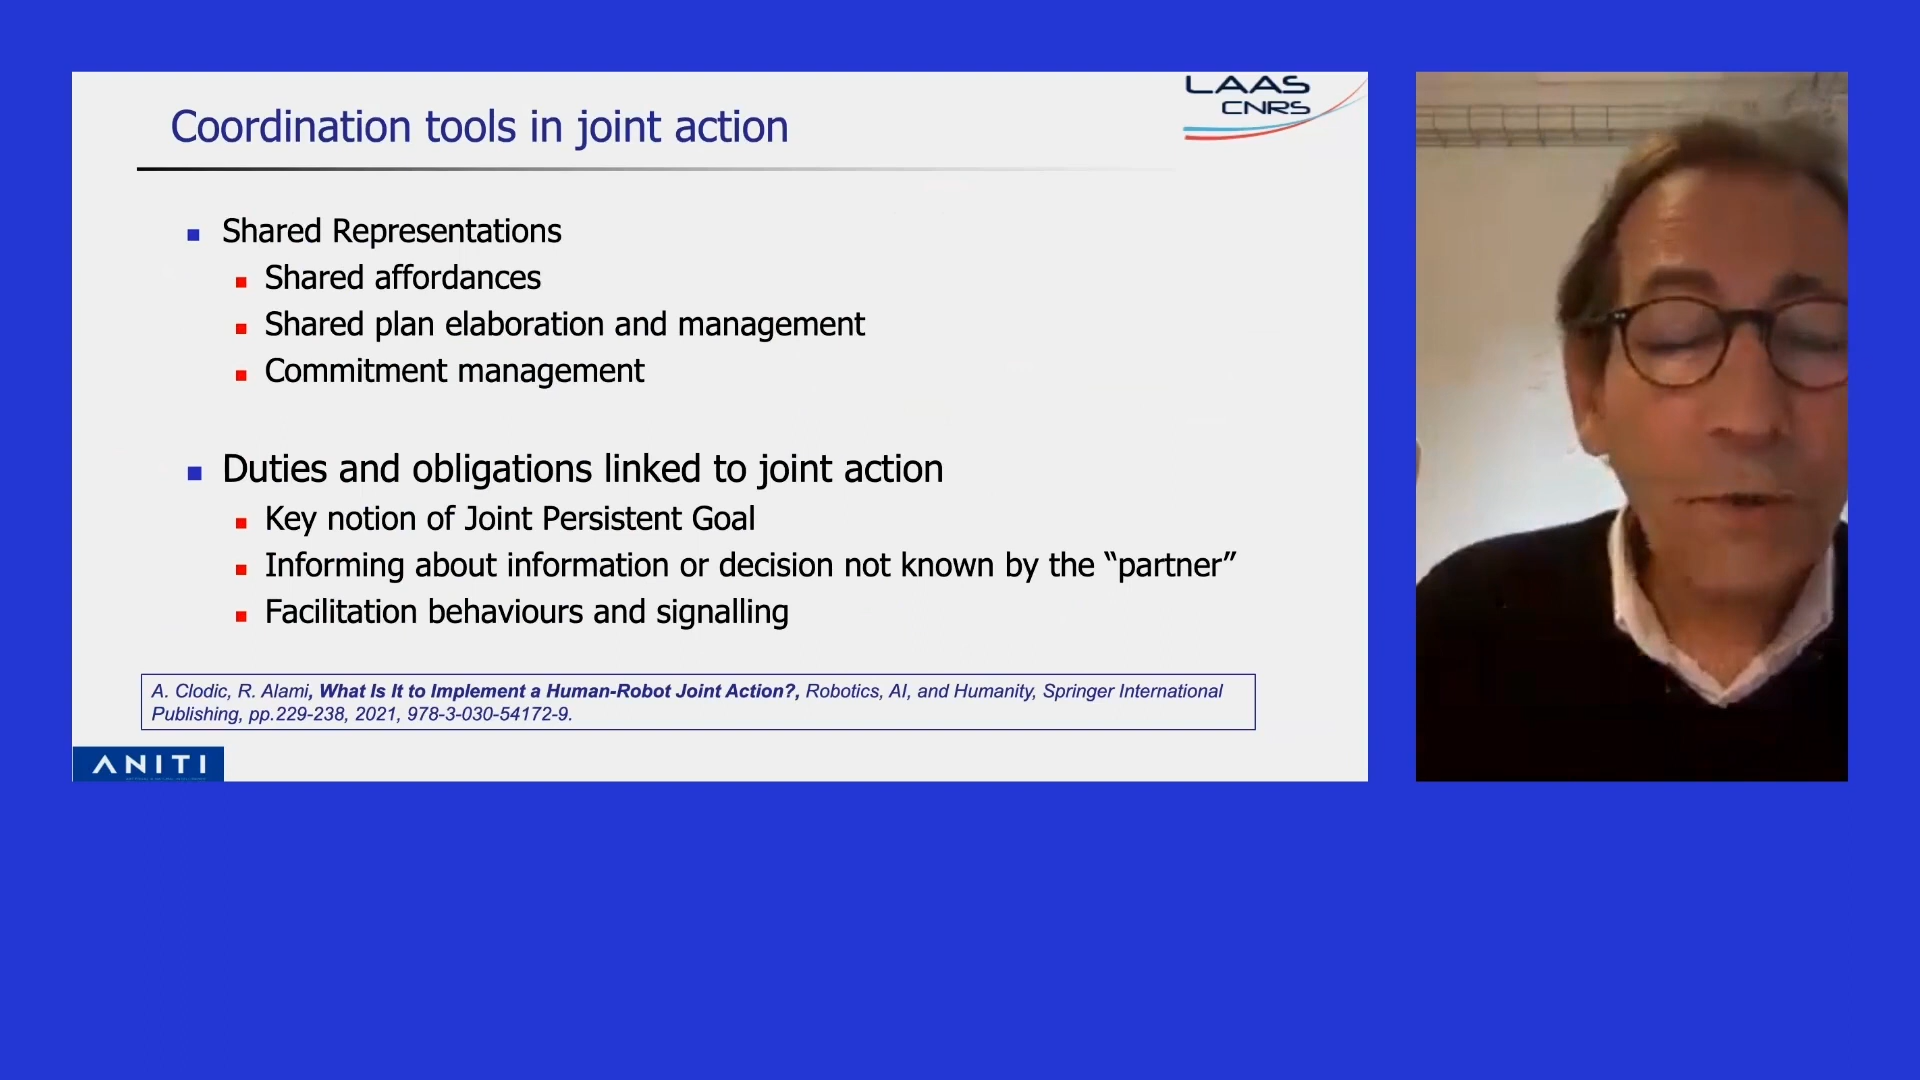 LAAS
CNRS
Coordination tools in joint action
Shared Representations
Shared affordances
Shared plan elaboration and management
Commitment management
Duties and obligations linked to joint action
Key notion of Joint Persistent Goal
Informing about information or decision not known by the “partner”
Facilitation behaviours and signalling
A. Clodic, R. Alami, What Is It to Implement a Human-Robot Joint Action?, Robotics, AI, and Humanity, Springer International
Publishing, pp.229-238, 2021, 978-3-030-54172-9.
ANITI